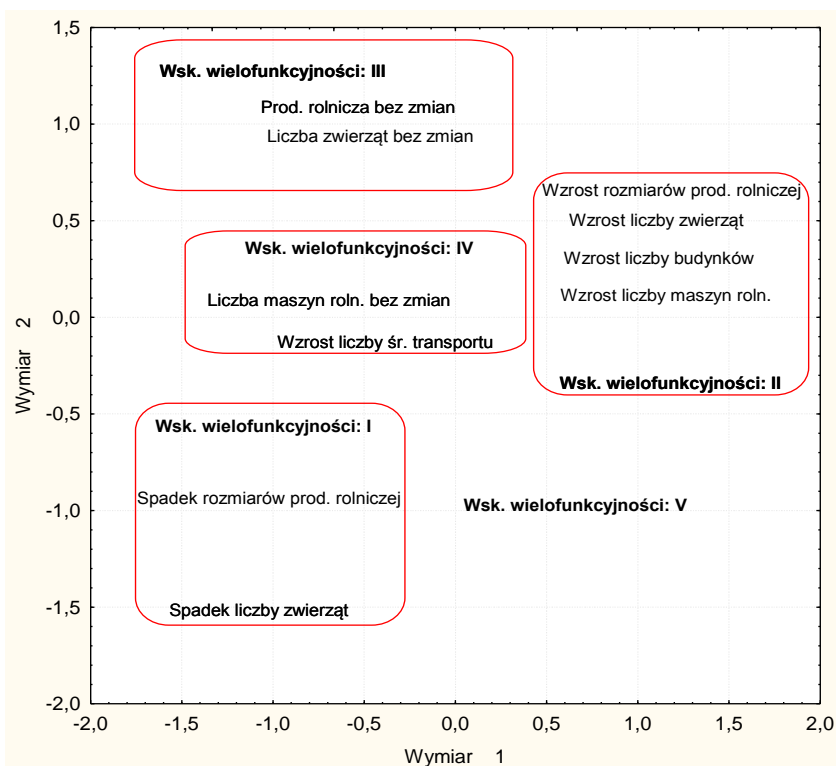 1,5
Wsk. wielofunkcyjności: III
Prod. rolnicza bez zmian
1,0
Liczba zwierząt bez zmian
Wzrost rozmiarów prod. rolniczej
0,5
Wzrost liczby zwierząt
Wsk. wielofunkcyjności: IV
Wzrost liczby budynków
Liczba maszyn roln. bez zmian
Wzrost liczby maszyn roln.
0,0
Wzrost liczby śr. transportu
Wsk. wielofunkcyjności: II
Wymiar 2
-0,5
Wsk. wielofunkcyjności: I
Spadek rozmiarów prod. rolniczej
Wsk. wielofunkcyjności: V
-1,0
-1,5
Spadek liczby zwierząt
-2,0
-2,0 -1,5 -1,0 -0,5 0,0 0,5 1,0 1,5 2,0
Wymiar 1